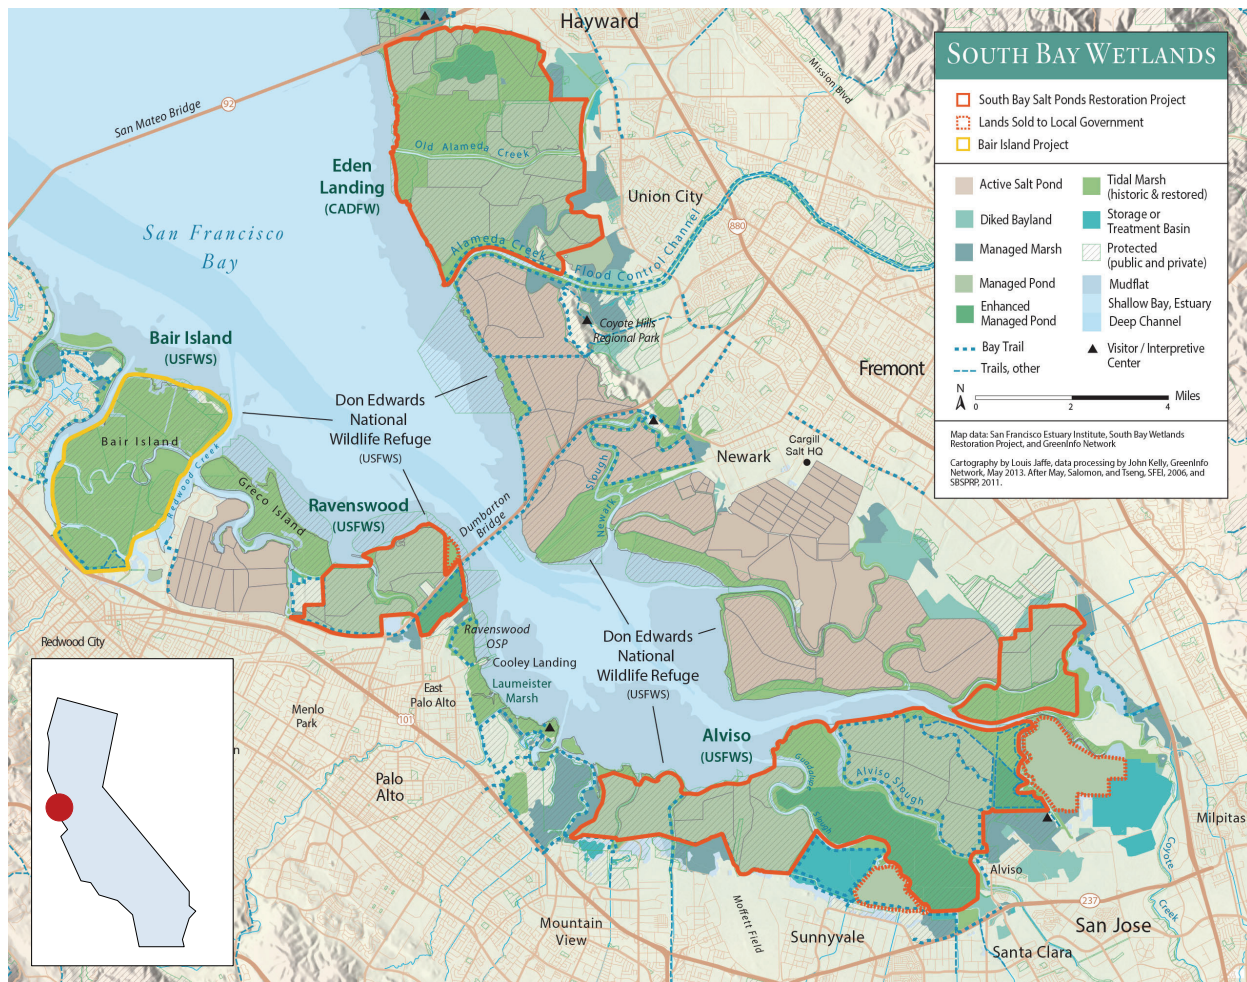 Hayward
SOUTH BAY WETLANDS
Mission Blvd
San Mateo Bridge
92
South Bay Salt Ponds Restoration Project
Lands Sold to Local Government
Bair Island Project
Old Alameda Creek
Eden
Landing
(CADFW)
Union City
880
San Francisco
Bay
Alameda Creek
Flood Control Channel
Active Salt Pond
Diked Bayland
Managed Marsh
Managed Pond
Enhanced
Managed Pond
Bay Trail
Trails, other
Tidal Marsh
(historic & restored)
Storage or
Treatment Basin
Protected
(public and private)
Mudflat
Shallow Bay, Estuary
Deep Channel
Visitor / Interpretive
Center
N
0
2
4
Miles
Map data: San Francisco Estuary Institute, South Bay Wetlands
Restoration Project, and GreenInfo Network
Cartography by Louis Jaffe, data processing by John Kelly, GreenInfo
Network, May 2013. After May, Salomon, and Tseng, SFEI, 2006, and
SBSPRP, 2011.
Coyote Hills
Regional Park
Bair Island
(USFWS)
Fremont
Don Edwards
National
Wildlife Refuge
(USFWS)
Bair Island
Redwood Creek
Greco Island
Ravenswood
(USFWS)
Dumbarton
Bridge
Newark
Slough
Newark
Cargill
Salt HQ
Redwood City
Ravenswood
OSP
Cooley Landing
Laumeister
Marsh
East
Palo Alto
Menlo
Park
101
n
Don Edwards
National
Wildlife Refuge
(USFWS)
Alviso
(USFWS)
Palo
Alto
Guadalupe
Slough
Alviso Slough
Milpitas
Coyote
Creek
Alviso
237
Mountain
View
Moffett Field
Sunnyvale
San Jose
Santa Clara